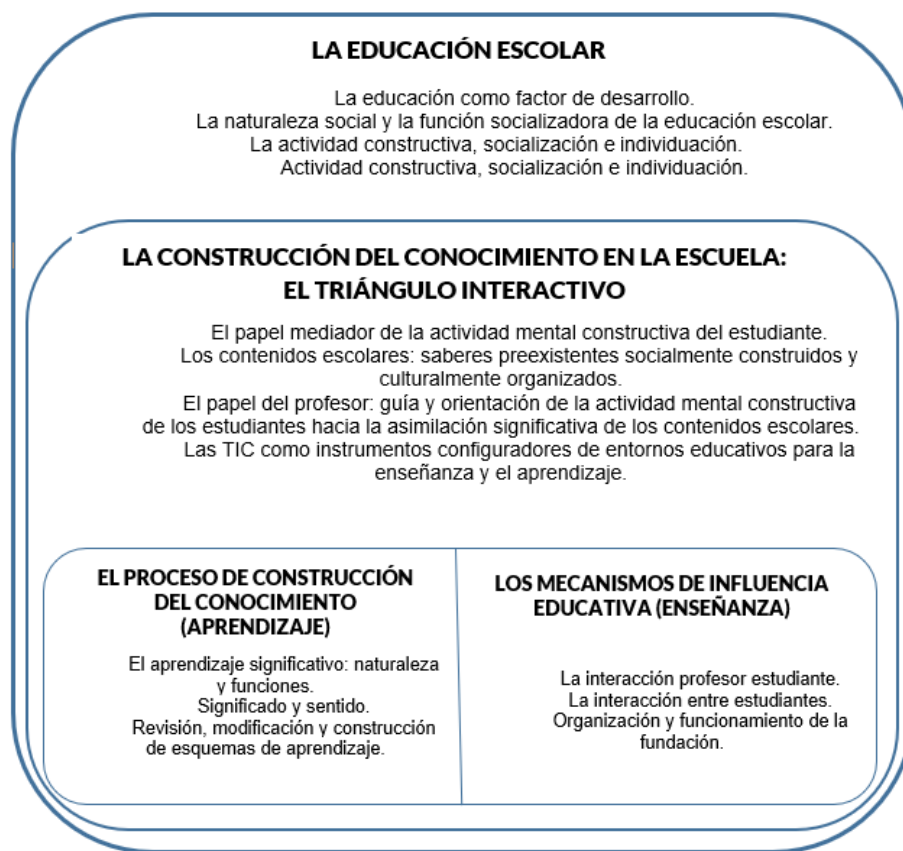 LA EDUCACIÓN ESCOLAR
La educación como factor de desarrollo.
La naturaleza social y la función socializadora de la educación escolar.
La actividad constructiva, socialización e individuación.
Actividad constructiva, socialización e individuación.
LA CONSTRUCCIÓN DEL CONOCIMIENTO EN LA ESCUELA:
EL TRIÁNGULO INTERACTIVO
El papel mediador de la actividad mental constructiva del estudiante.
Los contenidos escolares: saberes preexistentes socialmente construidos y
culturalmente organizados.
El papel del profesor: guía y orientación de la actividad mental constructiva
de los estudiantes hacia la asimilación significativa de los contenidos escolares.
Las TIC como instrumentos configuradores de entornos educativos para la
enseñanza y el aprendizaje.
EL PROCESO DE CONSTRUCCIÓN
DEL CONOCIMIENTO
(APRENDIZAJE)
El aprendizaje significativo: naturaleza
y funciones.
Significado y sentido.
Revisión, modificación y construcción
de esquemas de aprendizaje.
LOS MECANISMOS DE INFLUENCIA
EDUCATIVA (ENSEÑANZA)
La interacción profesor estudiante.
La interacción entre estudiantes.
Organización y funcionamiento de la
fundación.